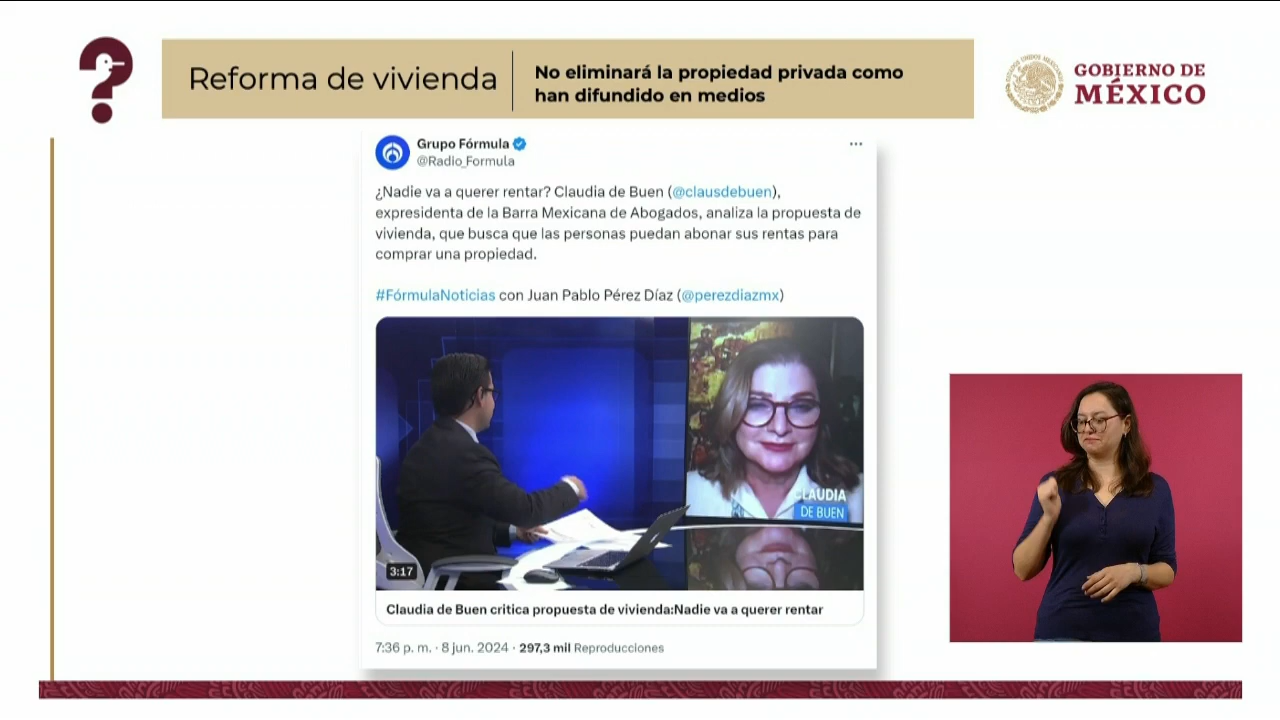 Reforma de vivienda
No eliminará la propiedad privada como
han difundido en medios
GOBIERNO DE
MÉXICO
Grupo Fórmula
@Radio_Formula
¿Nadie va a querer rentar? Claudia de Buen (@clausdebuen),
expresidenta de la Barra Mexicana de Abogados, analiza la propuesta de
vivienda, que busca que las personas puedan abonar sus rentas para
comprar una propiedad.
#FórmulaNoticias con Juan Pablo Pérez Díaz (@perezdiazmx)
CLAUDIA
DE BUEN
3:17
Claudia de Buen critica propuesta de vivienda:Nadie va a querer rentar
7:36 p. m. · 8 jun. 2024 · 297,3 mil Reproducciones